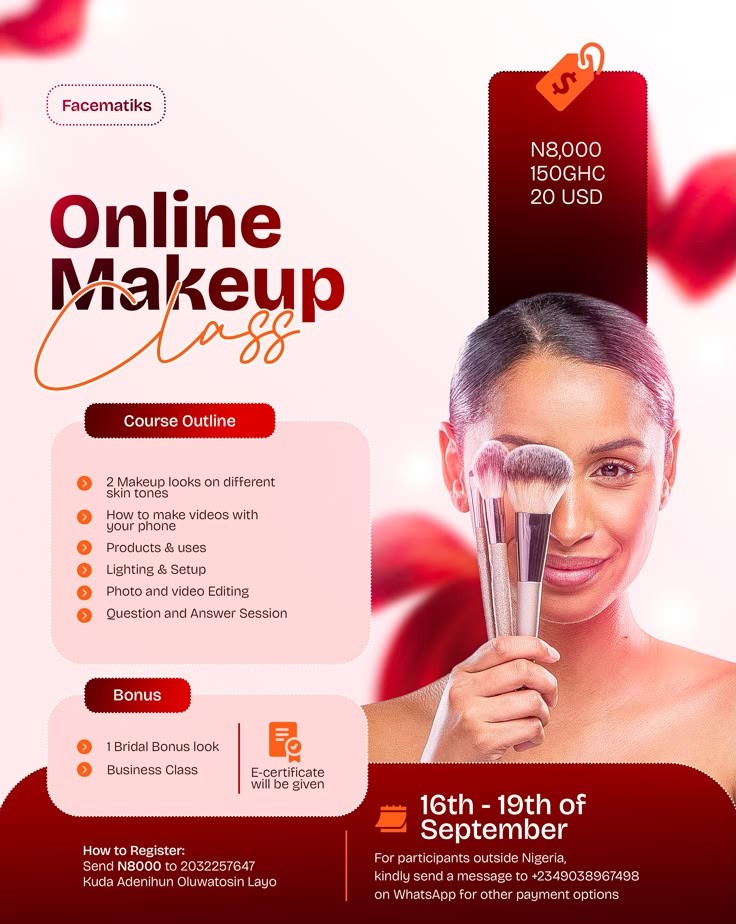 Facematiks
N8,000
150GHC
20 USD
Online
Makeup
Class
Course Outline
2 Makeup looks on different
skin tones
How to make videos with
your phone
Products & uses
Lighting & Setup
Photo and video Editing
Question and Answer Session
Bonus
1 Bridal Bonus look
Business Class
E-certificate
will be given
16th - 19th of
September
How to Register:
Send N8000 to 2032257647
Kuda Adenihun Oluwatosin Layo
For participants outside Nigeria,
kindly send a message to +2349038967498
on WhatsApp for other payment options